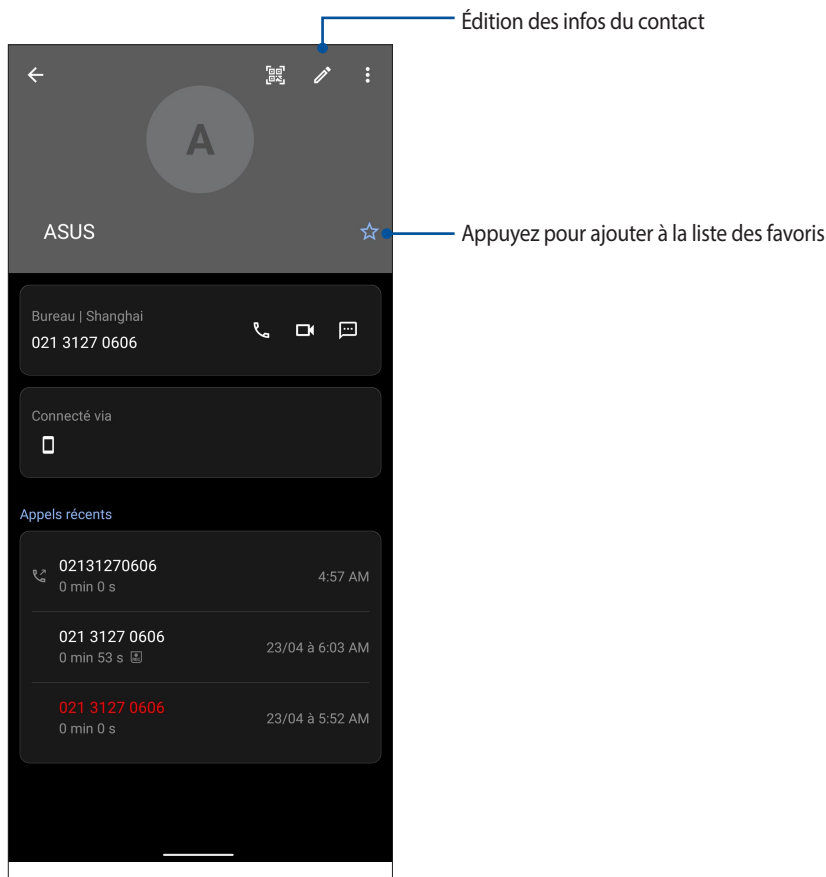 Édition des infos du contact
A
ASUS
Appuyez pour ajouter à la liste des favoris
Bureau | Shanghai
021 3127 0606
Connecté via
Appels récents
02131270606
4:57 AM
0 min 0 s
021 3127 0606
23/04 à 6:03 AM
0 min 53 s
021 3127 0606
23/04 à 5:52 AM
0 min 0 s